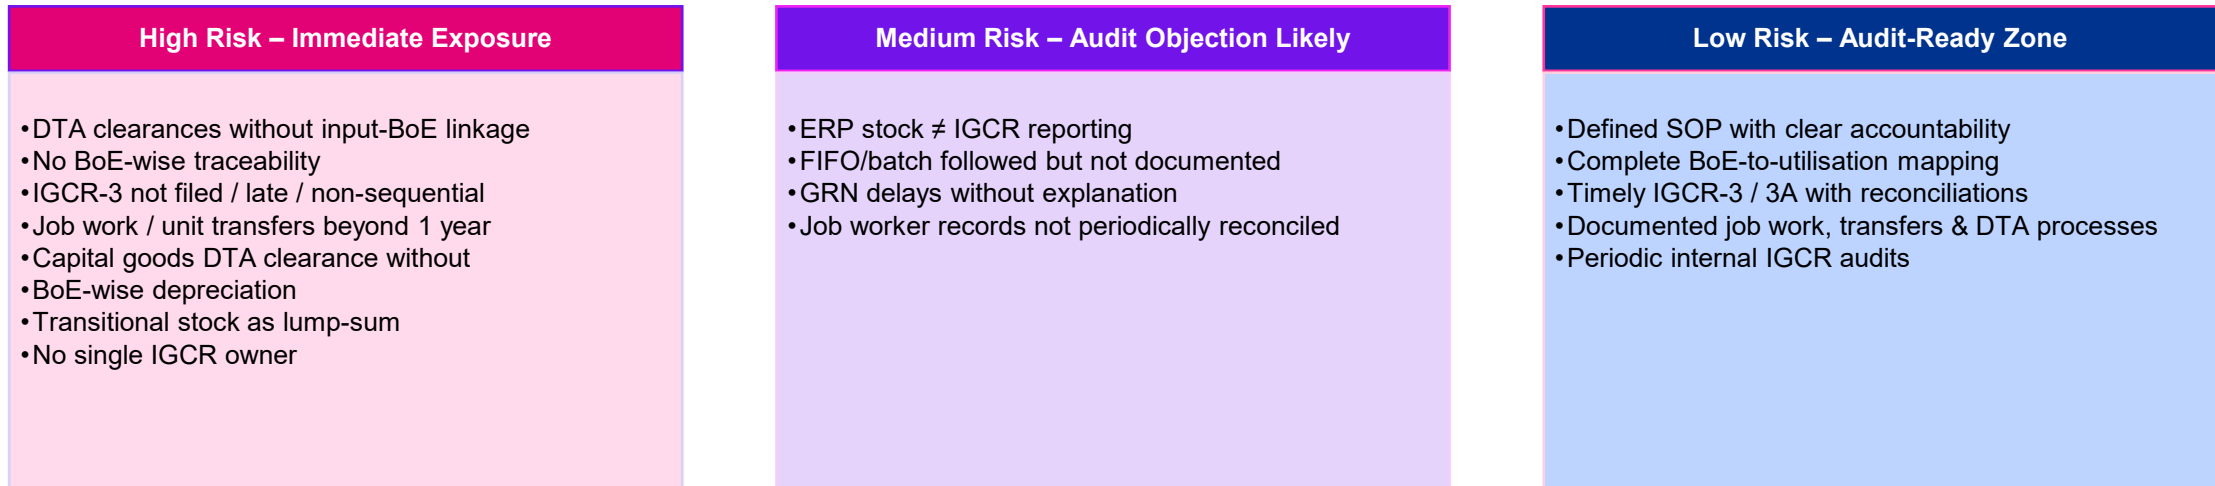 High Risk – Immediate Exposure
•DTA clearances without input-BoE linkage
•No BoE-wise traceability
•IGCR-3 not filed / late / non-sequential
•Job work / unit transfers beyond 1 year
•Capital goods DTA clearance without
•BoE-wise depreciation
•Transitional stock as lump-sum
•No single IGCR owner
Medium Risk – Audit Objection Likely
•ERP stock ≠ IGCR reporting
•FIFO/batch followed but not documented
•GRN delays without explanation
•Job worker records not periodically reconciled
Low Risk – Audit-Ready Zone
•Defined SOP with clear accountability
•Complete BoE-to-utilisation mapping
•Timely IGCR-3 / 3A with reconciliations
•Documented job work, transfers & DTA processes
•Periodic internal IGCR audits